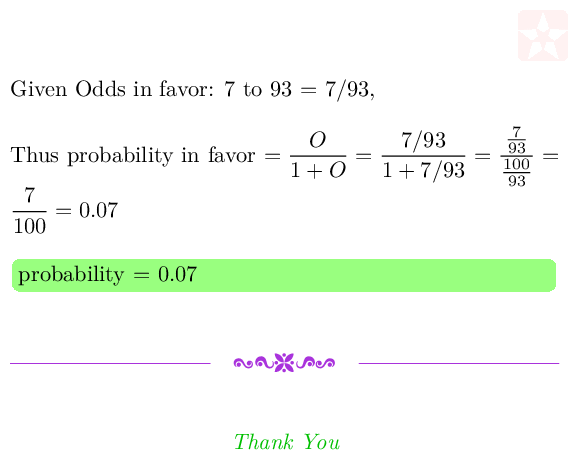 Given Odds in favor: 7 to 93 = 7/93,
Thus probability in favor = \frac{O}{1 + O} = \frac{7/93}{1 + 7/93} = \frac{\frac{7}{93}}{\frac{100}{93}} =
\frac{7}{100} = 0.07
probability = 0.07
Thank You